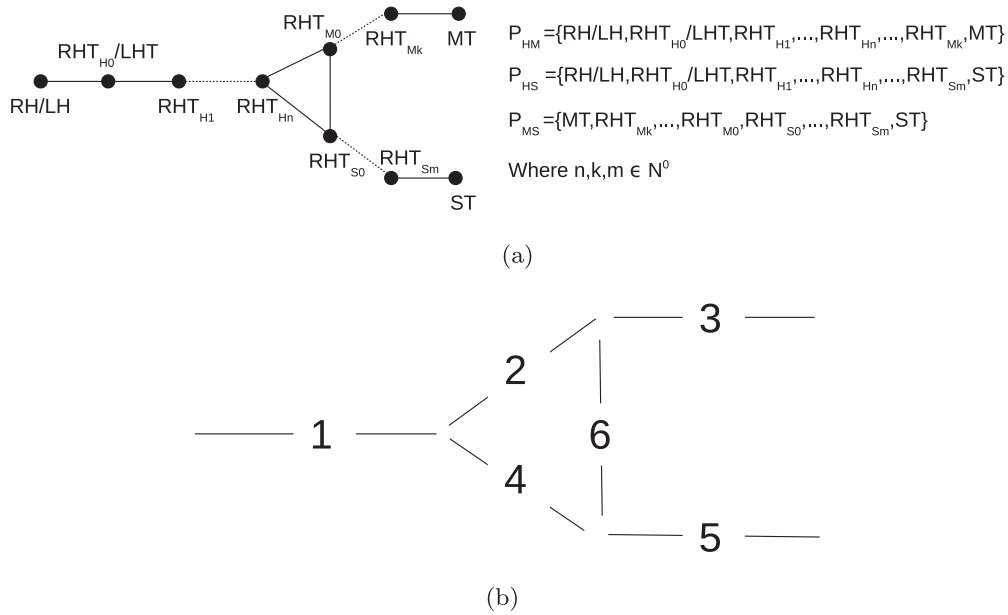 RHT_M0
RHT_Mk
MT
RHT_H0/LHT
RH/LH
RHT_H1
RHT_Hn
RHT_S0
RHT_Sm
ST
P_HM={RH/LH,RHT_H0/LHT,RHT_H1,...,RHT_Hn,...,RHT_Mk,MT}
P_HS={RH/LH,RHT_H0/LHT,RHT_H1,...,RHT_Hn,...,RHT_Sm,ST}
P_MS={MT,RHT_Mk,...,RHT_M0,RHT_S0,...,RHT_Sm,ST}
Where n,k,m ϵ N^0
(a)
3
2
1
6
4
5
(b)